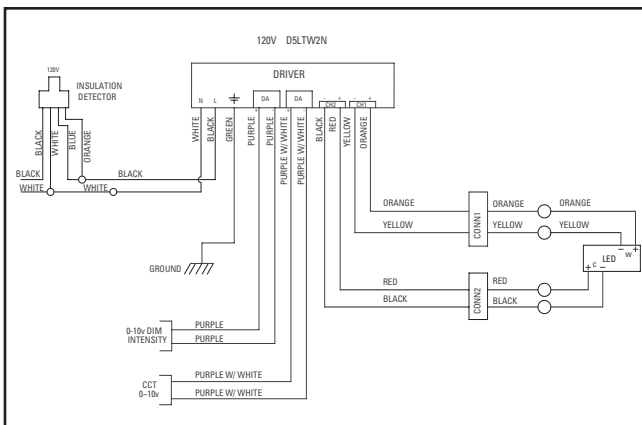 120V D5LTW2N
DRIVER
120V
INSULATION
DETECTOR
N L
DA
DA
- +
CH2
- +
CH1
+ - + -
BLACK
WHITE
BLUE
ORANGE
WHITE
BLACK
GREEN
PURPLE
PURPLE
PURPLE W/ WHITE
PURPLE W/ WHITE
BLACK
RED
YELLOW
ORANGE
BLACK
BLACK
WHITE
WHITE
ORANGE
ORANGE
ORANGE
YELLOW
YELLOW
YELLOW
CONN1
- W +
LED
+ C -
RED
RED
BLACK
BLACK
CONN2
GROUND
0-10v DIM
INTENSITY
PURPLE
PURPLE
CCT
0-10v
PURPLE W/ WHITE
PURPLE W/ WHITE